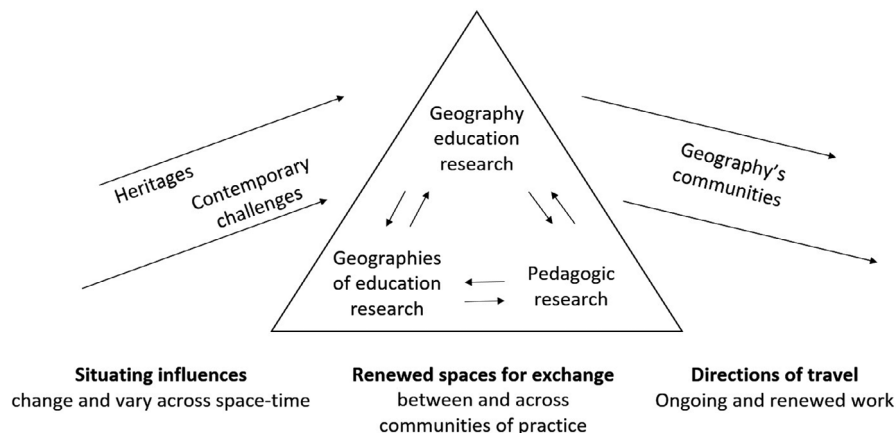 Geography
education
research
Heritages
Contemporary
challenges
Geography's
communities
Geographies
of education
research
Pedagogic
research
Situating influences
change and vary across space-time
Renewed spaces for exchange
between and across
communities of practice
Directions of travel
Ongoing and renewed work